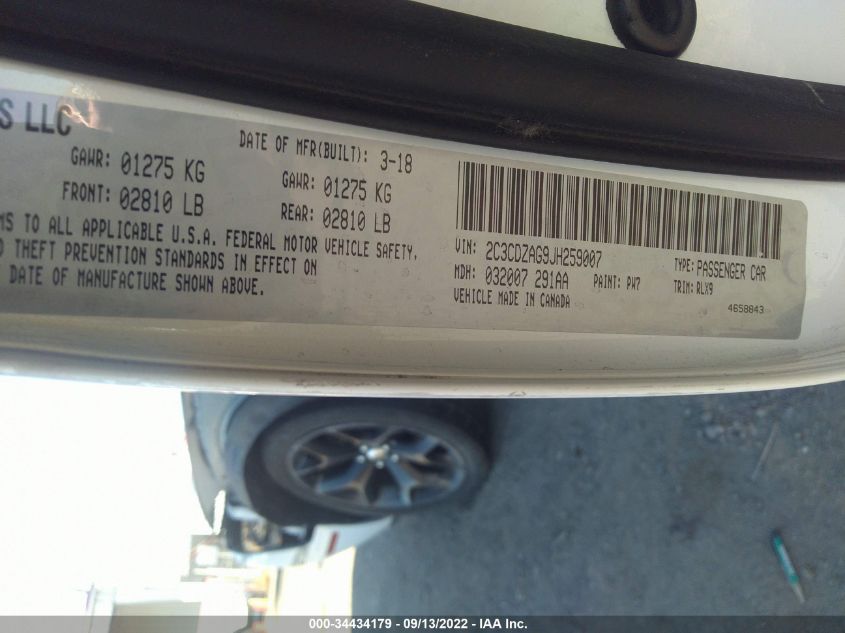 S LLC
DATE OF MFR(BUILT): 3-18
GAWR: 01275 KG
GAWR: 01275 KG
FRONT: 02810 LB
REAR: 02810 LB
MS TO ALL APPLICABLE U.S.A. FEDERAL MOTOR VEHICLE SAFETY,
THEFT PREVENTION STANDARDS IN EFFECT ON
DATE OF MANUFACTURE SHOWN ABOVE.
VIN: 2C3CDZAG9JH259007
TYPE: PASSENGER CAR
MDH: 032007 291AA
PAINT: PW7
TRIM: RLX9
VEHICLE MADE IN CANADA
4658843
000-34434179 - 09/13/2022 - IAA Inc.